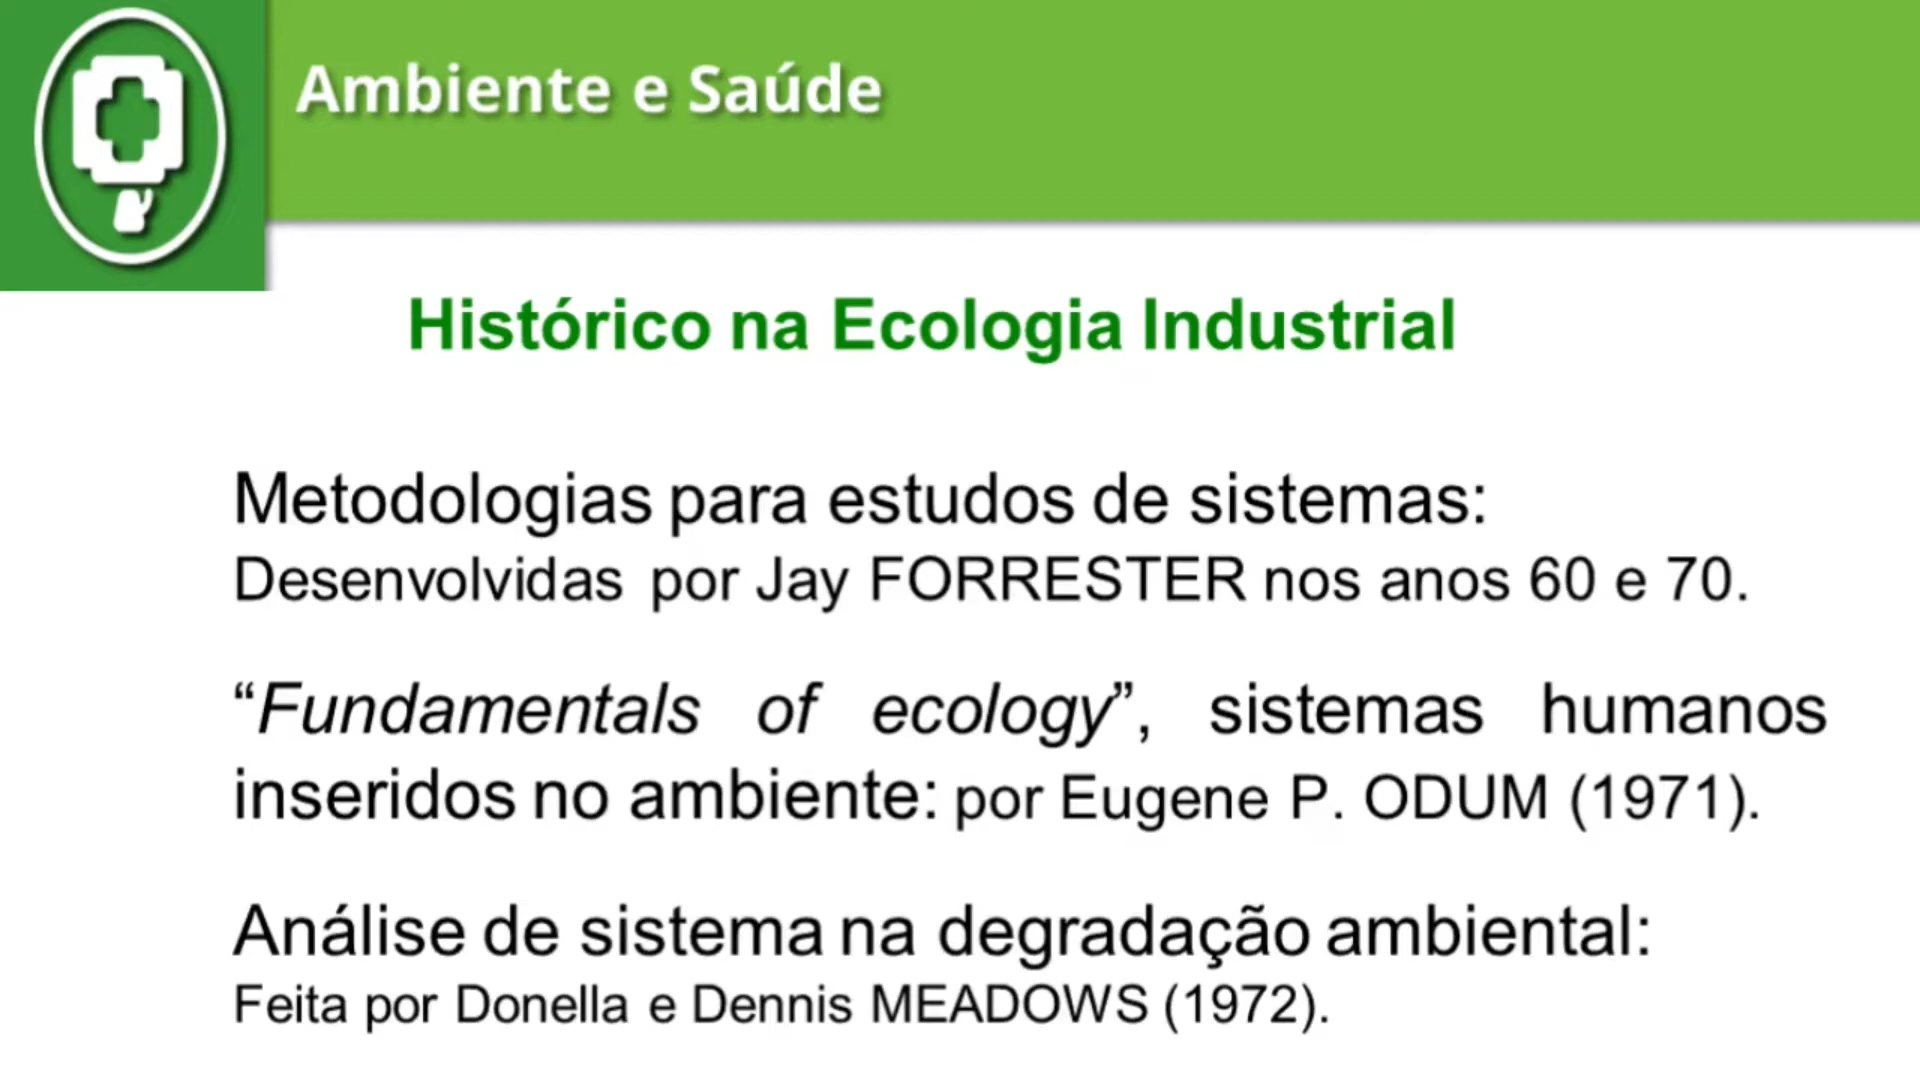 Ambiente e Saúde
Histórico na Ecologia Industrial
Metodologias para estudos de sistemas:
Desenvolvidas por Jay FORRESTER nos anos 60 e 70.
“Fundamentals of ecology”, sistemas humanos
inseridos no ambiente: por Eugene P. ODUM (1971).
Análise de sistema na degradação ambiental:
Feita por Donella e Dennis MEADOWS (1972).